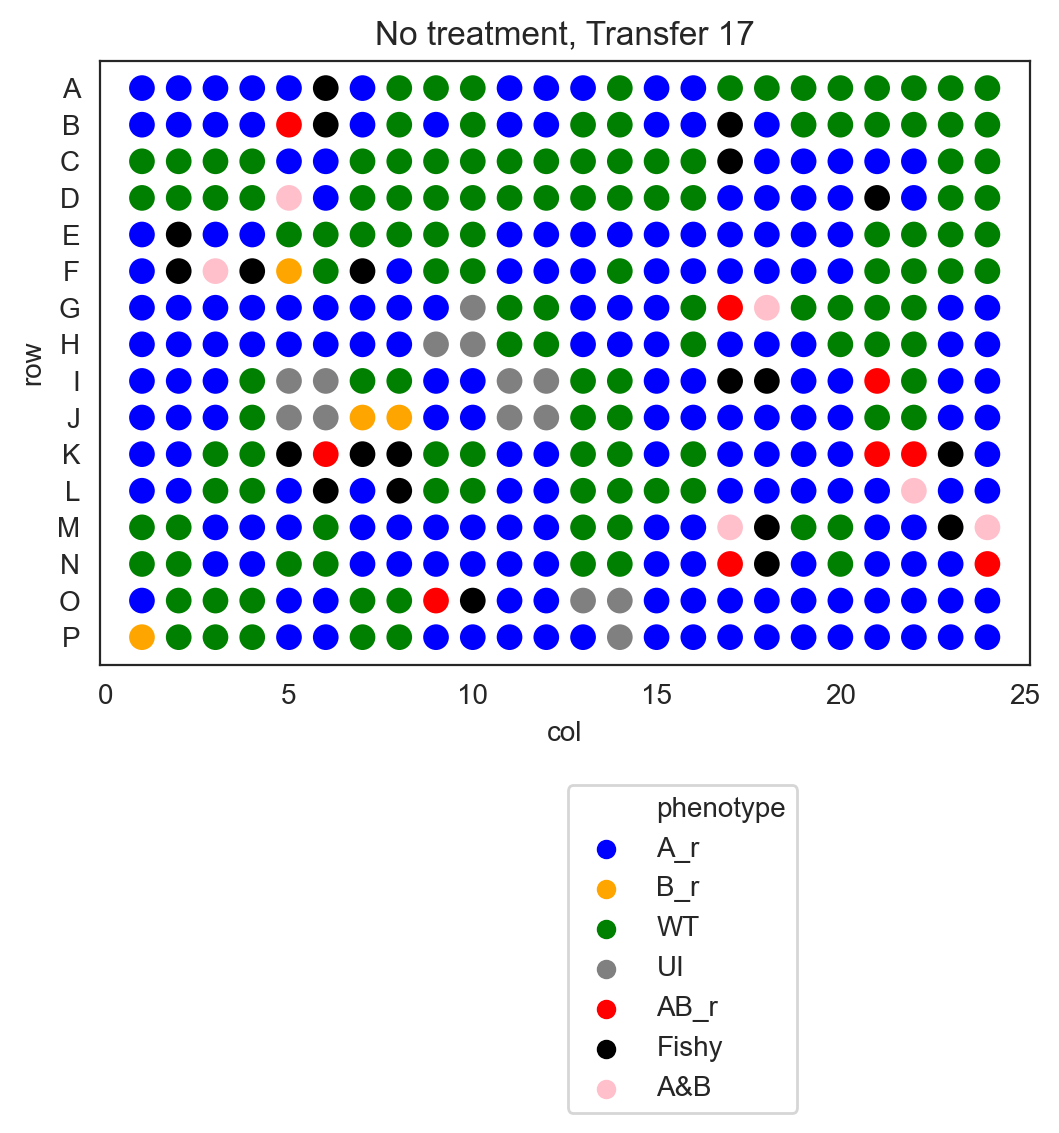 No treatment, Transfer 17
A
B
C
D
E
F
G
H
I
J
K
L
M
N
O
P
row
0 5 10 15 20 25
col
phenotype
A_r
B_r
WT
UI
AB_r
Fishy
A&B